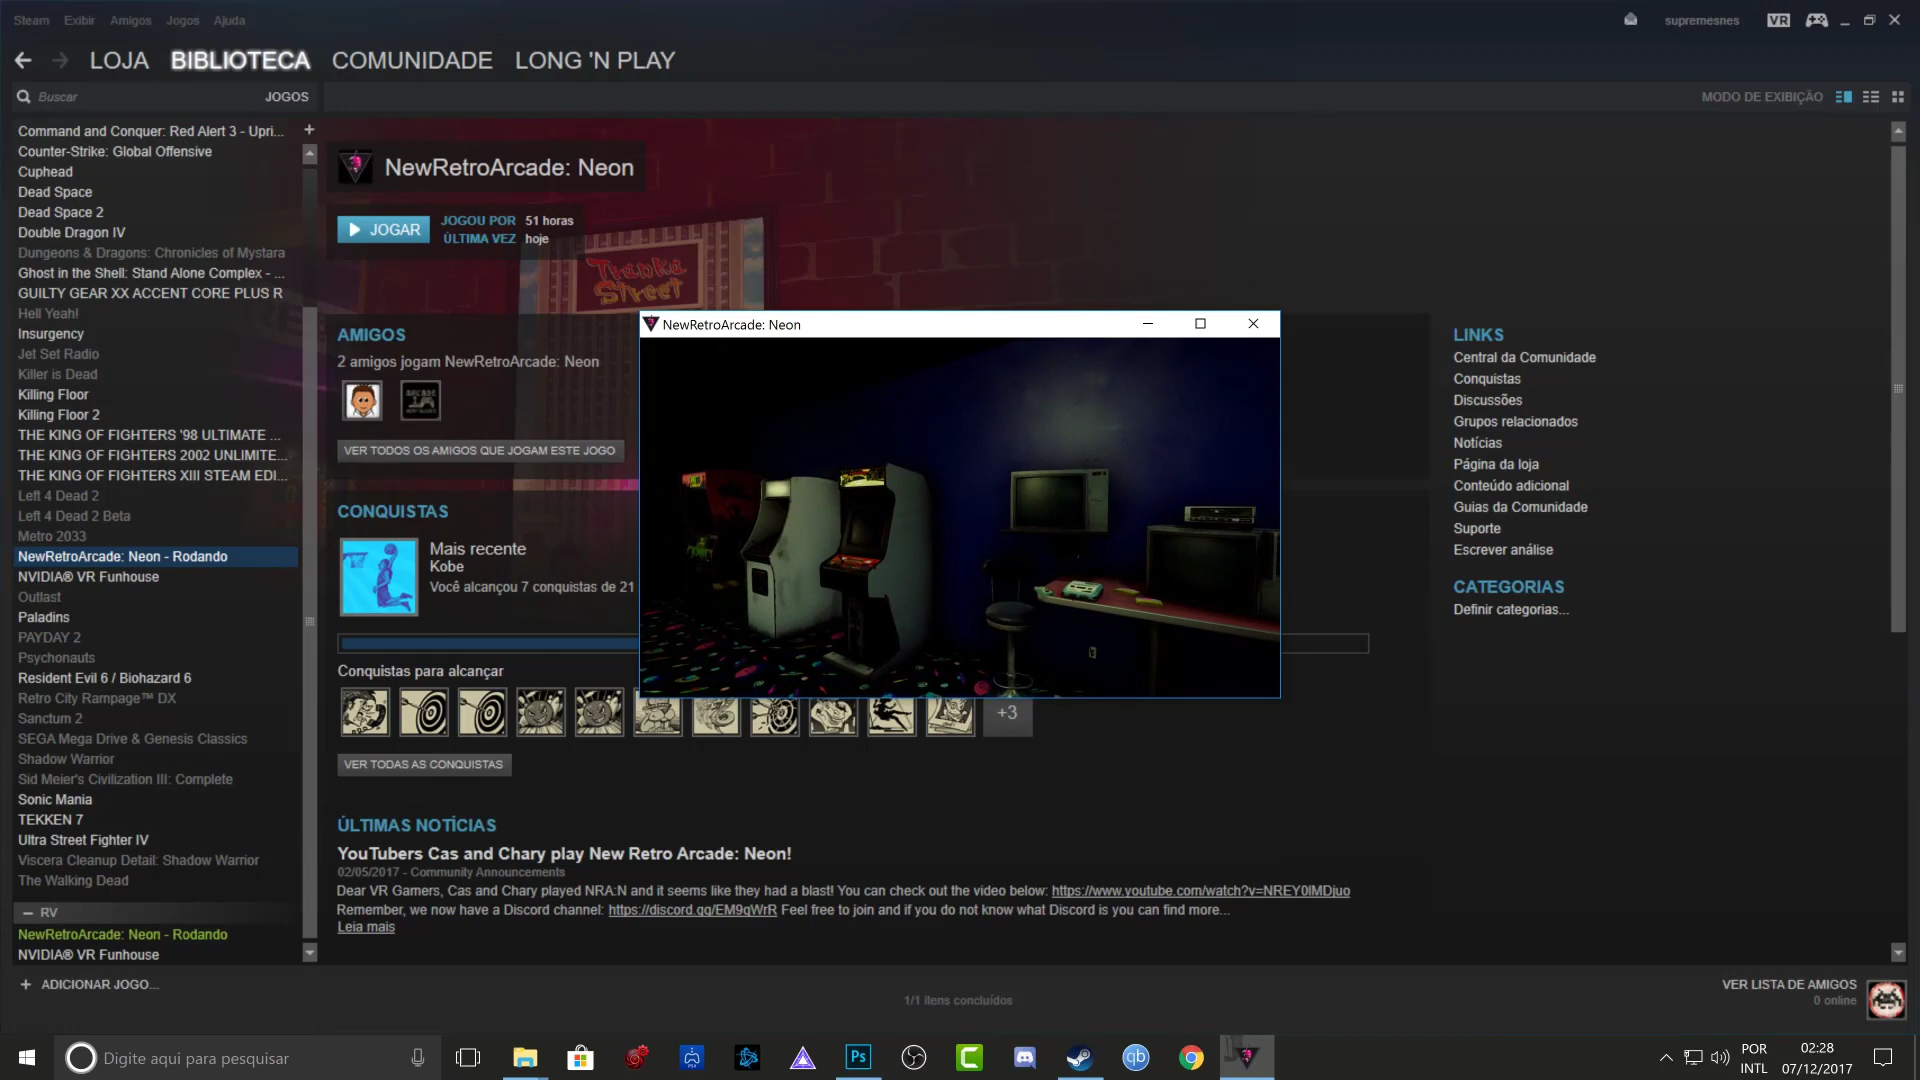 Steam Exibir Amigos Jogos Ajuda
supremesnes
VR
LOJA BIBLIOTECA COMUNIDADE LONG 'N PLAY
Buscar
JOGOS
MODO DE EXIBIÇÃO
Command and Conquer: Red Alert 3 - Upri...
Counter-Strike: Global Offensive
Cuphead
Dead Space
Dead Space 2
Double Dragon IV
Dungeons & Dragons: Chronicles of Mystara
Ghost in the Shell: Stand Alone Complex - ...
GUILTY GEAR XX ACCENT CORE PLUS R
Hell Yeah!
Insurgency
Jet Set Radio
Killer is Dead
Killing Floor
Killing Floor 2
THE KING OF FIGHTERS '98 ULTIMATE ...
THE KING OF FIGHTERS 2002 UNLIMITE...
THE KING OF FIGHTERS XIII STEAM EDI...
Left 4 Dead 2
Left 4 Dead 2 Beta
Metro 2033
NewRetroArcade: Neon - Rodando
NVIDIA® VR Funhouse
Outlast
Paladins
PAYDAY 2
Psychonauts
Resident Evil 6 / Biohazard 6
Retro City Rampage™ DX
Sanctum 2
SEGA Mega Drive & Genesis Classics
Shadow Warrior
Sid Meier's Civilization III: Complete
Sonic Mania
TEKKEN 7
Ultra Street Fighter IV
Viscera Cleanup Detail: Shadow Warrior
The Walking Dead
RV
NewRetroArcade: Neon - Rodando
NVIDIA® VR Funhouse
+ ADICIONAR JOGO...
NewRetroArcade: Neon
JOGAR
JOGOU POR 51 horas
ÚLTIMA VEZ hoje
Tranka
Street
AMIGOS
2 amigos jogam NewRetroArcade: Neon
VER TODOS OS AMIGOS QUE JOGAM ESTE JOGO
CONQUISTAS
Mais recente
Kobe
Você alcançou 7 conquistas de 21
Conquistas para alcançar
+3
VER TODAS AS CONQUISTAS
ÚLTIMAS NOTÍCIAS
YouTubers Cas and Chary play New Retro Arcade: Neon!
02/05/2017 - Community Announcements
Dear VR Gamers, Cas and Chary played NRA:N and it seems like they had a blast! You can check out the video below: https://www.youtube.com/watch?v=NREY0lMDjuo
Remember, we now have a Discord channel: https://discord.gg/EM9qWrR Feel free to join and if you do not know what Discord is you can find more...
Leia mais
NewRetroArcade: Neon
LINKS
Central da Comunidade
Conquistas
Discussões
Grupos relacionados
Notícias
Página da loja
Conteúdo adicional
Guias da Comunidade
Suporte
Escrever análise
CATEGORIAS
Definir categorias...
1/1 itens concluídos
VER LISTA DE AMIGOS
0 online
Digite aqui para pesquisar
Ps
qb
POR
INTL
02:28
07/12/2017